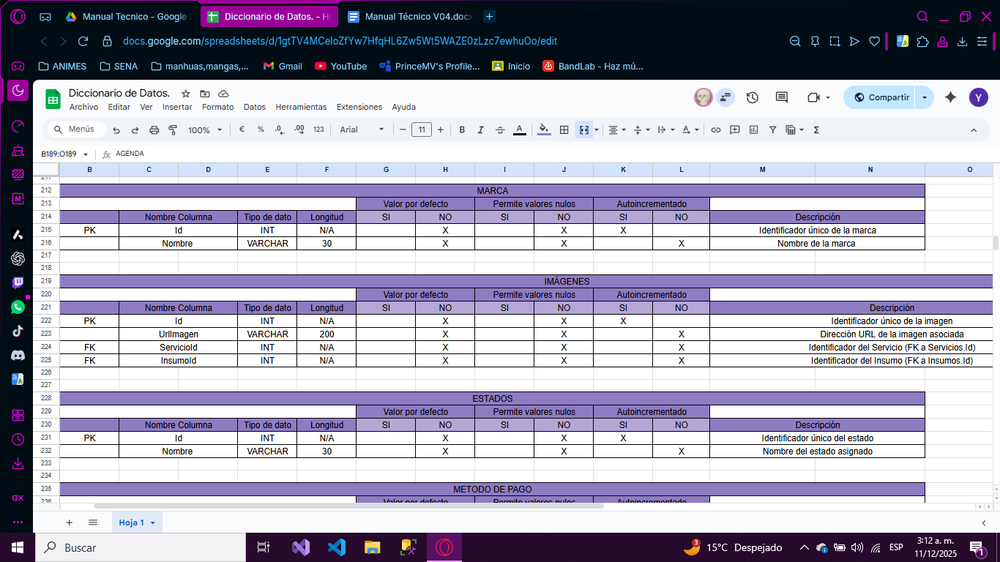 Manual Tecnico - Google
Diccionario de Datos. - H
Manual Técnico V04.docx
docs.google.com/spreadsheets/d/1gtTV4MCeIoZfYw7HfqHL6Zw5Wt5WAZE0zLzc7ewhuOo/edit
ANIMES SENA manhuas,mangas,... Gmail YouTube PrinceMV's Profile... Inicio BandLab - Haz mú...
Diccionario de Datos.
Archivo Editar Ver Insertar Formato Datos Herramientas Extensiones Ayuda
Compartir
Y
Menús 100% € % .0 .00 123 Arial 11 B I A
B189:O189 fx AGENDA
B C D E F G H I J K L M N O
212 MARCA
213 Valor por defecto Permite valores nulos Autoincrementado
214 Nombre Columna Tipo de dato Longitud SI NO SI NO SI NO Descripción
215 PK Id INT N/A X X X Identificador único de la marca
216 Nombre VARCHAR 30 X X X Nombre de la marca
217
218
219 IMÁGENES
220 Valor por defecto Permite valores nulos Autoincrementado
221 Nombre Columna Tipo de dato Longitud SI NO SI NO SI NO Descripción
222 PK Id INT N/A X X X Identificador único de la imagen
223 UrlImagen VARCHAR 200 X X X Dirección URL de la imagen asociada
224 FK ServicioId INT N/A X X X Identificador del Servicio (FK a Servicios.Id)
225 FK InsumoId INT N/A X X X Identificador del Insumo (FK a Insumos.Id)
226
227
228 ESTADOS
229 Valor por defecto Permite valores nulos Autoincrementado
230 Nombre Columna Tipo de dato Longitud SI NO SI NO SI NO Descripción
231 PK Id INT N/A X X X Identificador único del estado
232 Nombre VARCHAR 30 X X X Nombre del estado asignado
233
234
235 METODO DE PAGO
236 Valor por defecto Permite valores nulos Autoincrementado
GX
Hoja 1
Buscar
3
15°C Despejado
ESP
3:12 a. m.
11/12/2025
1